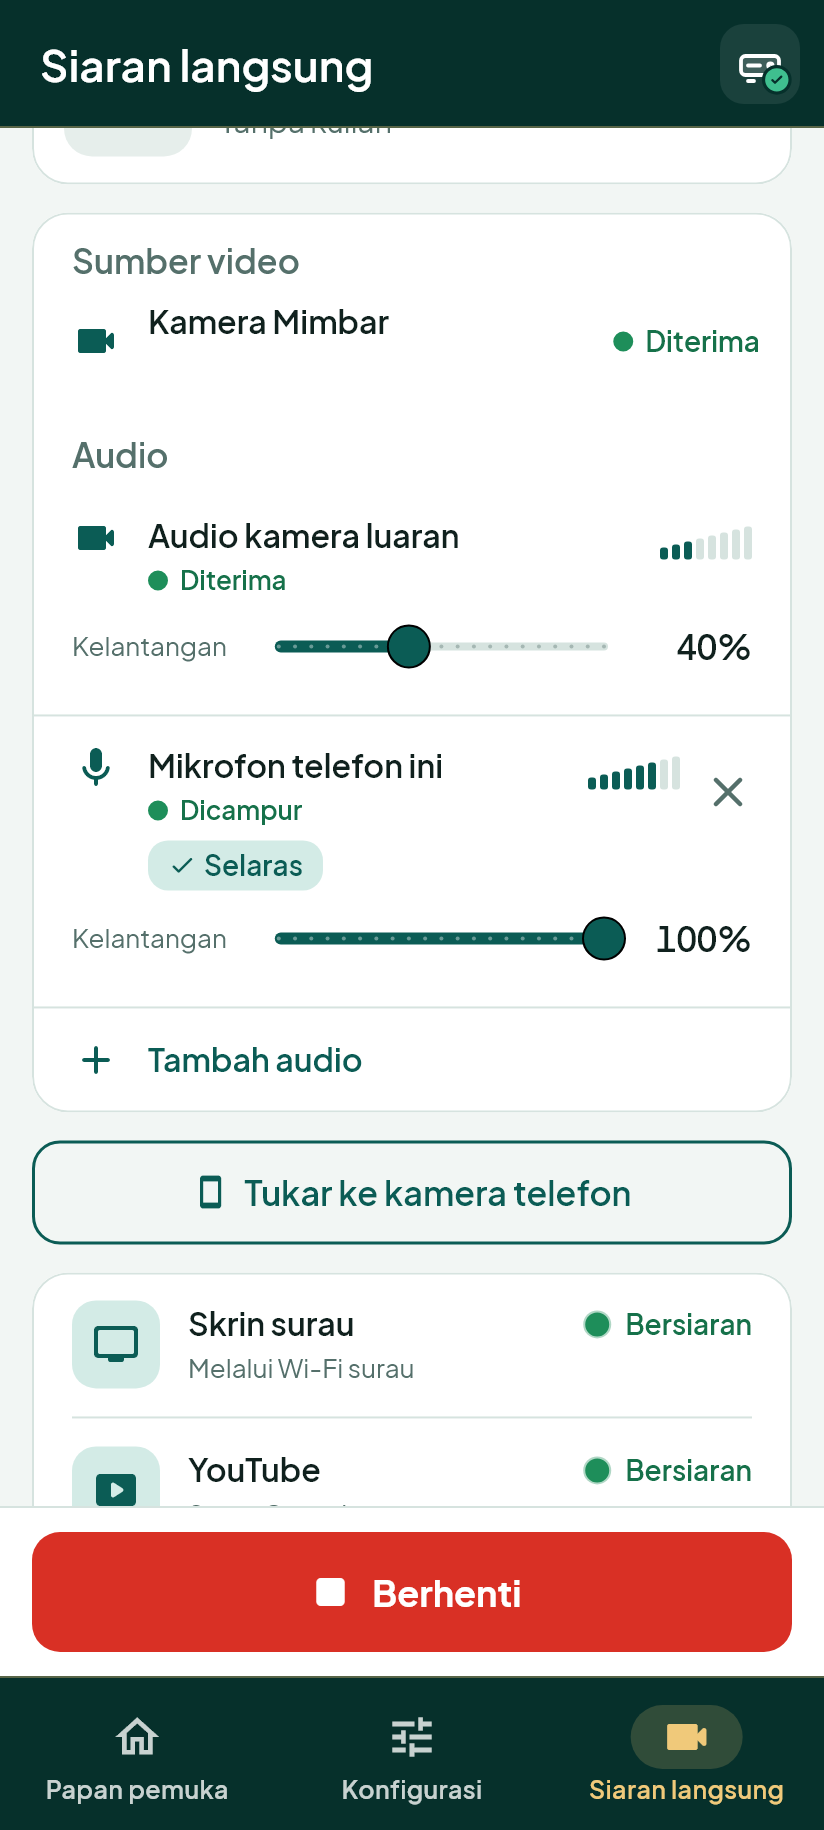 Siaran langsung
Sumber video
Kamera Mimbar
Diterima
Audio
Audio kamera luaran
Diterima
Kelantangan
40%
Mikrofon telefon ini
Dicampur
Selaras
Kelantangan
100%
Tambah audio
Tukar ke kamera telefon
Skrin surau
Bersiaran
Melalui Wi-Fi surau
YouTube
Bersiaran
Berhenti
Papan pemuka
Konfigurasi
Siaran langsung